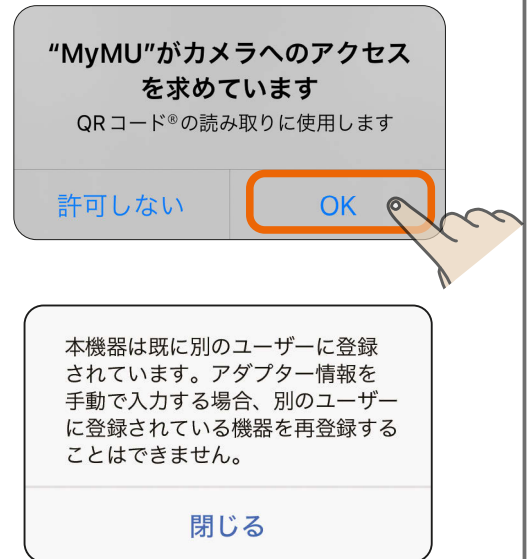 “MyMU”がカメラへのアクセス
を求めています
QRコード®の読み取りに使用します
許可しない OK
本機器は既に別のユーザーに登録
されています。アダプター情報を
手動で入力する場合、別のユーザー
に登録されている機器を再登録する
ことはできません。
閉じる